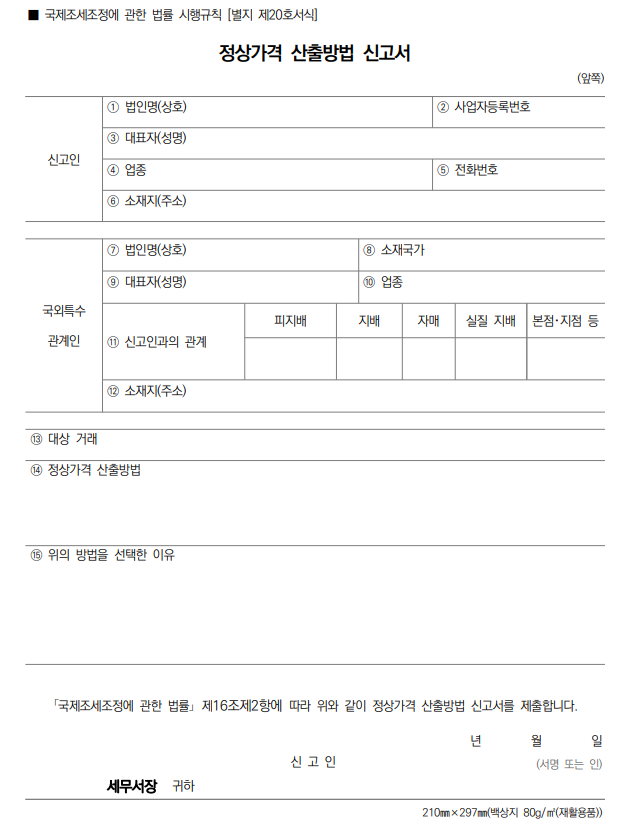 ■ 국제조세조정에 관한 법률 시행규칙 [별지 제20호서식]
정상가격 산출방법 신고서
(앞쪽)
신고인
① 법인명(상호)
② 사업자등록번호
③ 대표자(성명)
④ 업종
⑤ 전화번호
⑥ 소재지(주소)
국외특수
관계인
⑦ 법인명(상호)
⑧ 소재국가
⑨ 대표자(성명)
⑩ 업종
⑪ 신고인과의 관계
피지배
지배
자매
실질 지배
본점·지점 등
⑫ 소재지(주소)
⑬ 대상 거래
⑭ 정상가격 산출방법
⑮ 위의 방법을 선택한 이유
「국제조세조정에 관한 법률」 제16조제2항에 따라 위와 같이 정상가격 산출방법 신고서를 제출합니다.
년 월 일
신 고 인
(서명 또는 인)
세무서장 귀하
210㎜×297㎜(백상지 80g/㎡(재활용품))